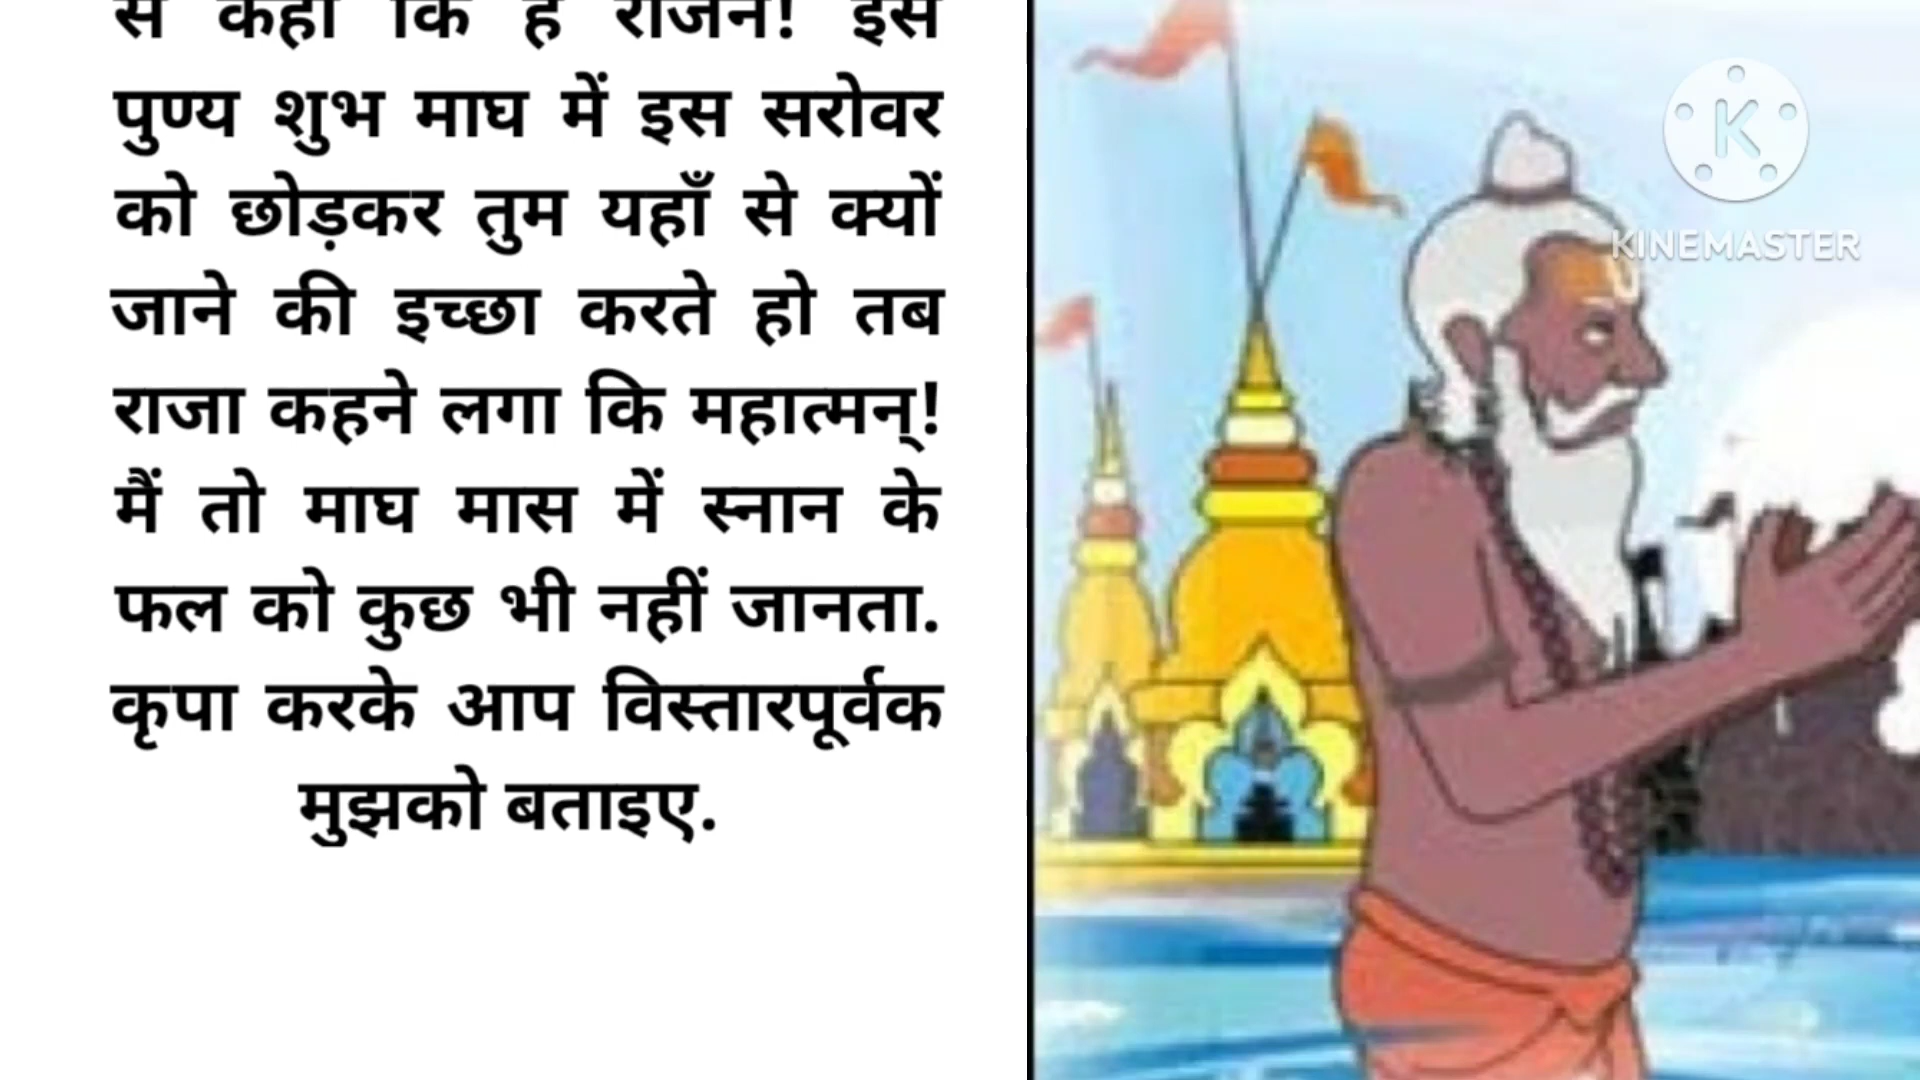 से कहा कि हे राजन! इस
पुण्य शुभ माघ में इस सरोवर
को छोड़कर तुम यहाँ से क्यों
जाने की इच्छा करते हो तब
राजा कहने लगा कि महात्मन्!
मैं तो माघ मास में स्नान के
फल को कुछ भी नहीं जानता.
कृपा करके आप विस्तारपूर्वक
मुझको बताइए.
K
KINEMASTER